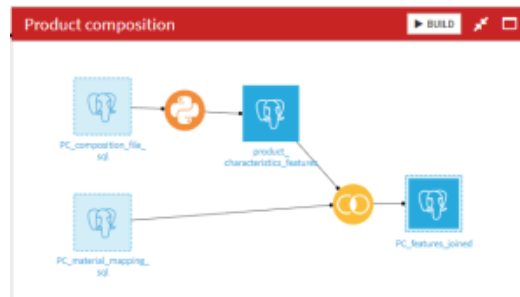 Product composition
BUILD
PC_composition_file_
sql
product_
characteristics_features
PC_material_mapping_
sql
PC_features_joined